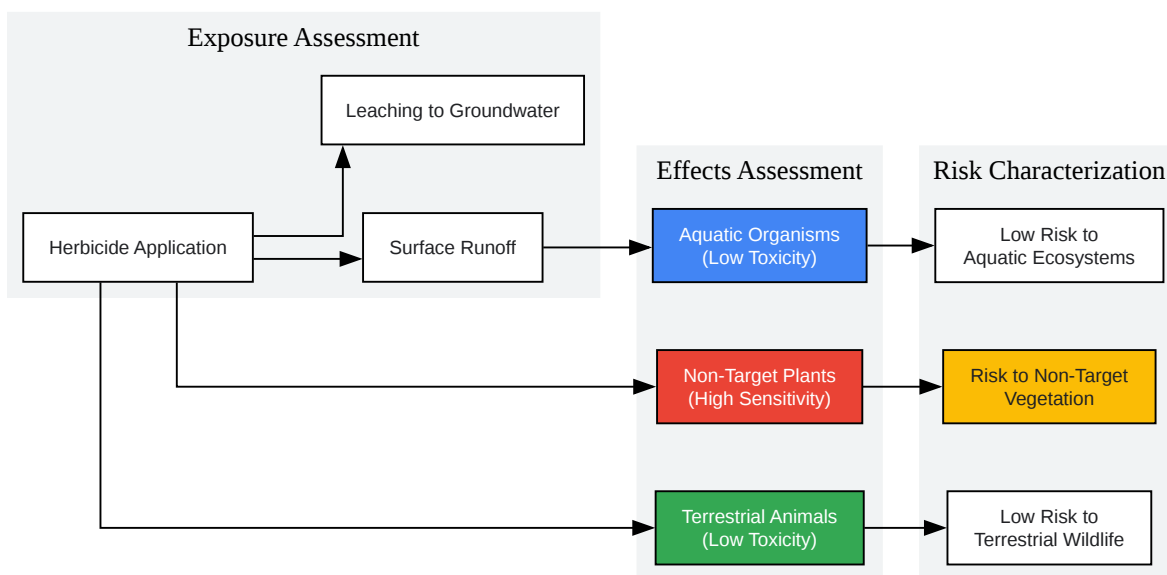 Exposure Assessment
Leaching to Groundwater
Herbicide Application
Surface Runoff
Effects Assessment
Aquatic Organisms
(Low Toxicity)
Non-Target Plants
(High Sensitivity)
Terrestrial Animals
(Low Toxicity)
Risk Characterization
Low Risk to
Aquatic Ecosystems
Risk to Non-Target
Vegetation
Low Risk to
Terrestrial Wildlife